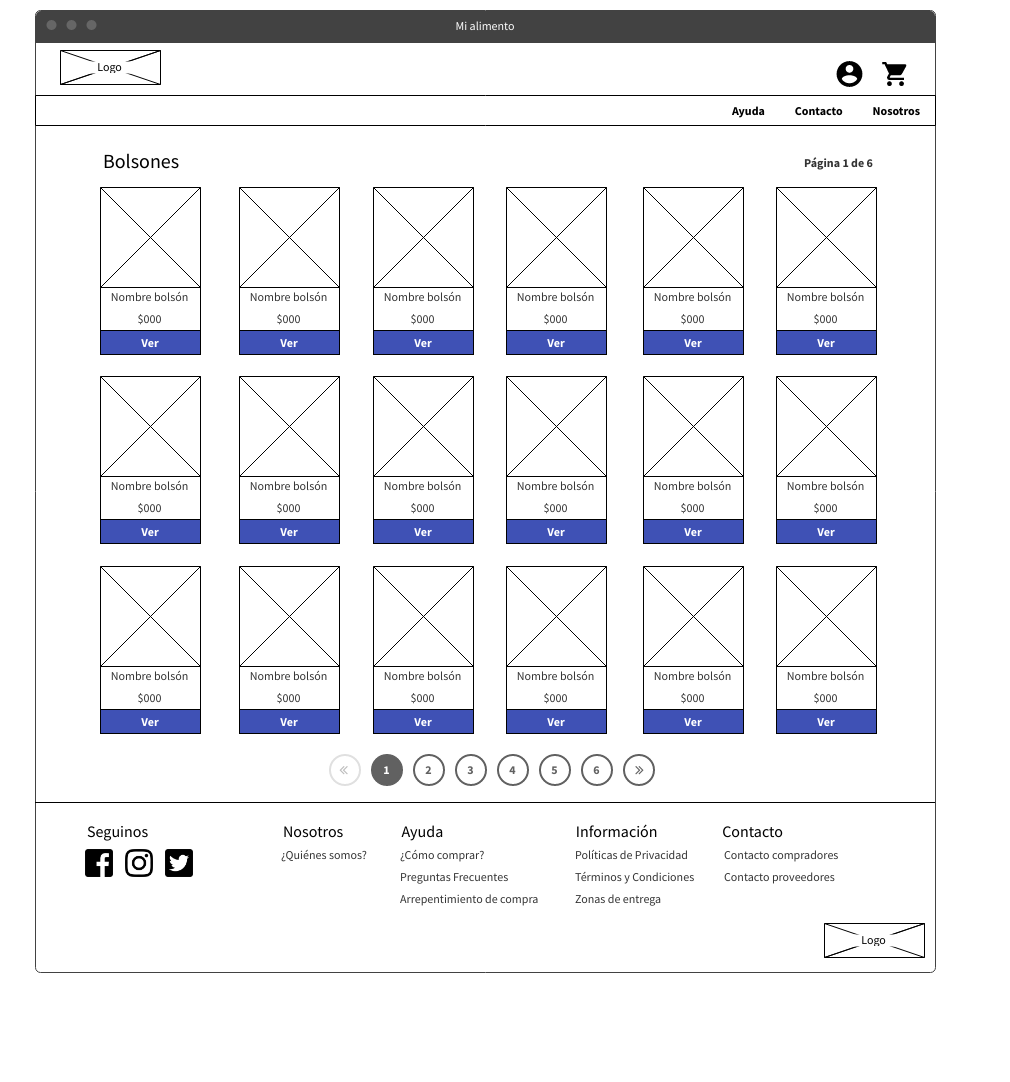 Mi alimento
Logo
Ayuda Contacto Nosotros
Bolsones Página 1 de 6
Nombre bolsón Nombre bolsón Nombre bolsón Nombre bolsón Nombre bolsón Nombre bolsón
$000 $000 $000 $000 $000 $000
Ver Ver Ver Ver Ver Ver
Nombre bolsón Nombre bolsón Nombre bolsón Nombre bolsón Nombre bolsón Nombre bolsón
$000 $000 $000 $000 $000 $000
Ver Ver Ver Ver Ver Ver
Nombre bolsón Nombre bolsón Nombre bolsón Nombre bolsón Nombre bolsón Nombre bolsón
$000 $000 $000 $000 $000 $000
Ver Ver Ver Ver Ver Ver
« 1 2 3 4 5 6 »
Seguinos Nosotros Ayuda Información Contacto
¿Quiénes somos? ¿Cómo comprar? Políticas de Privacidad Contacto compradores
Preguntas Frecuentes Términos y Condiciones Contacto proveedores
Arrepentimiento de compra Zonas de entrega
Logo